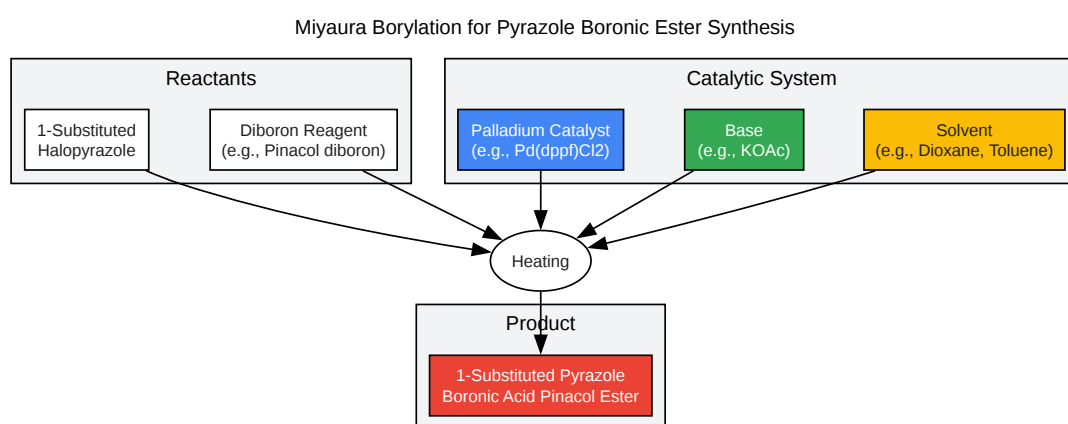 Miyaura Borylation for Pyrazole Boronic Ester Synthesis
Reactants
Catalytic System
1-Substituted
Halopyrazole
Diboron Reagent
(e.g., Pinacol diboron)
Palladium Catalyst
(e.g., Pd(dppf)Cl2)
Base
(e.g., KOAc)
Solvent
(e.g., Dioxane, Toluene)
Heating
Product
1-Substituted Pyrazole
Boronic Acid Pinacol Ester